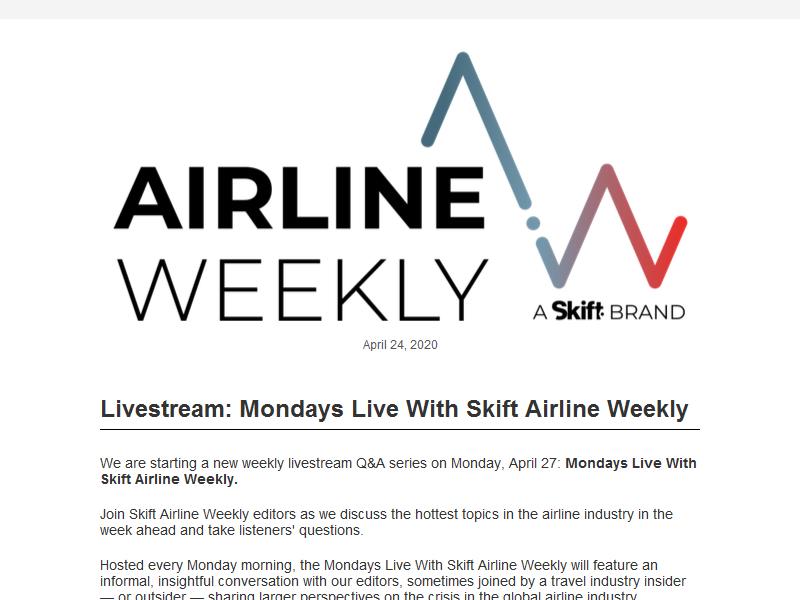 AIRLINE
WEEKLY
A Skift BRAND
April 24, 2020
Livestream: Mondays Live With Skift Airline Weekly
We are starting a new weekly livestream Q&A series on Monday, April 27: Mondays Live With
Skift Airline Weekly.
Join Skift Airline Weekly editors as we discuss the hottest topics in the airline industry in the
week ahead and take listeners' questions.
Hosted every Monday morning, the Mondays Live With Skift Airline Weekly will feature an
informal, insightful conversation with our editors, sometimes joined by a travel industry insider
— or outsider — sharing larger perspectives on the crisis in the global airline industry.